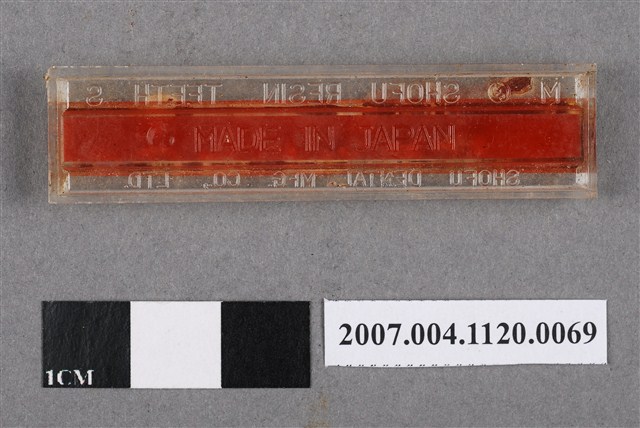 M. SHOFU RESIN TEETH S
MADE IN JAPAN
SHOFU DENTAL MFG. CO., LTD.
1CM
2007.004.1120.0069